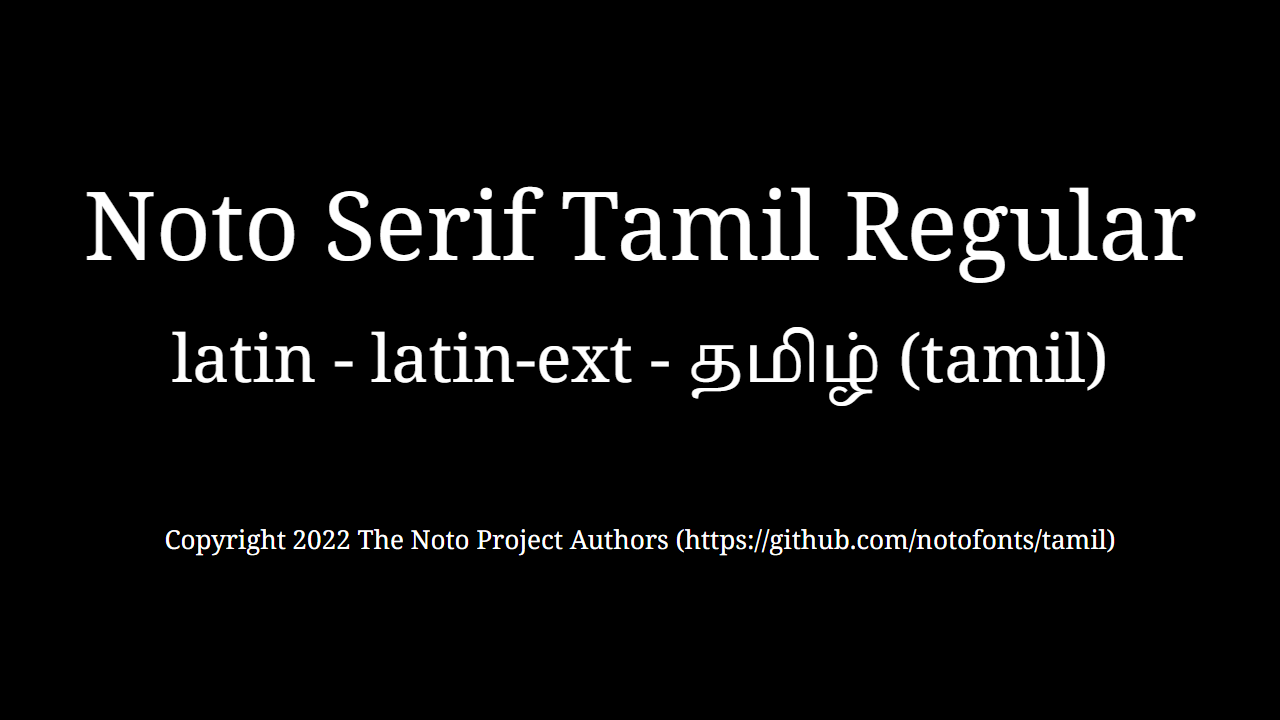 Noto Serif Tamil Regular
latin - latin-ext - தமிழ் (tamil)
Copyright 2022 The Noto Project Authors (https://github.com/notofonts/tamil)